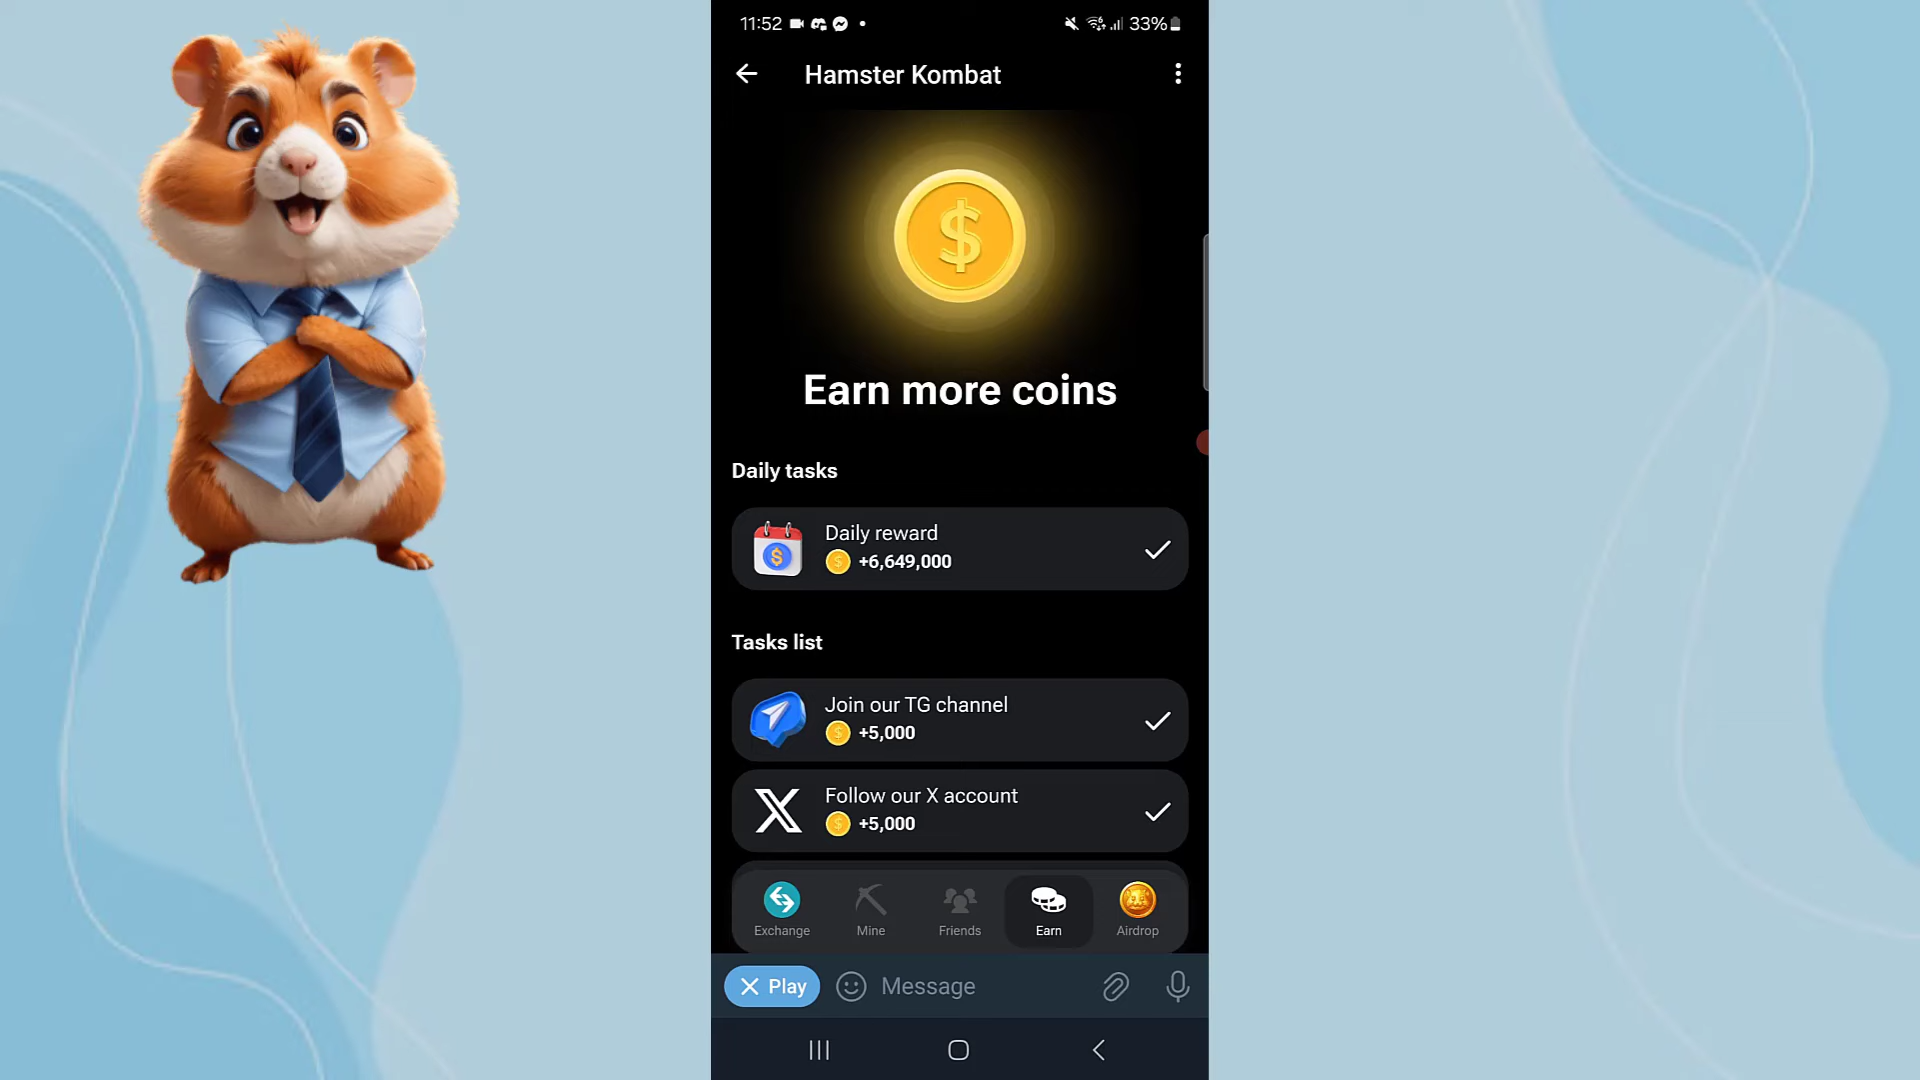 11:52 33%
Hamster Kombat
$
Earn more coins
Daily tasks
Daily reward
+6,649,000
Tasks list
Join our TG channel
+5,000
Follow our X account
+5,000
Exchange Mine Friends Earn Airdrop
Play Message